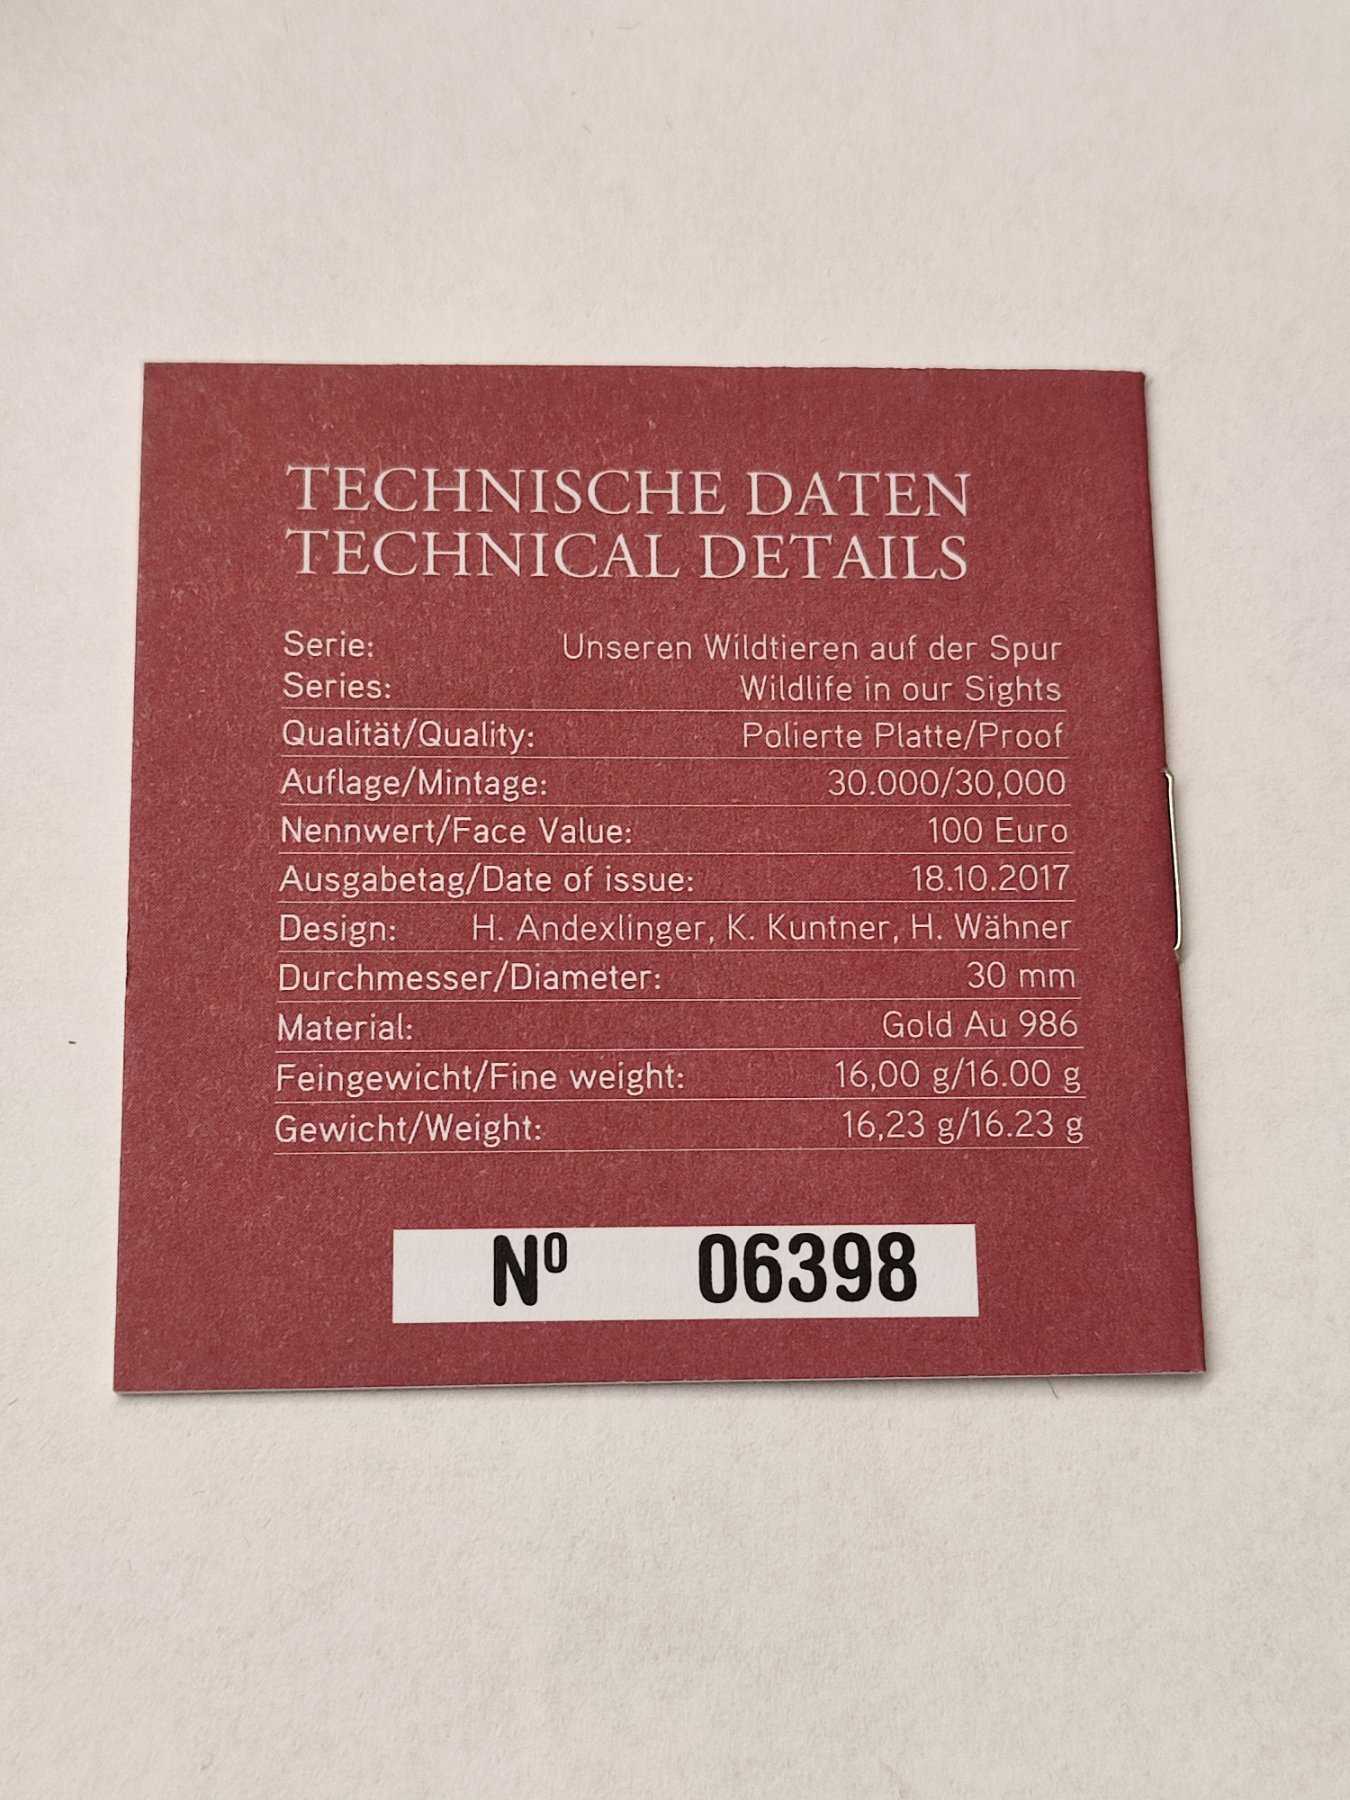 TECHNISCHE DATEN
TECHNICAL DETAILS
Serie: Unseren Wildtieren auf der Spur
Series: Wildlife in our Sights
Qualität/Quality: Polierte Platte/Proof
Auflage/Mintage: 30.000/30,000
Nennwert/Face Value: 100 Euro
Ausgabetag/Date of issue: 18.10.2017
Design: H. Andexlinger, K. Kuntner, H. Wähner
Durchmesser/Diameter: 30 mm
Material: Gold Au 986
Feingewicht/Fine weight: 16,00 g/16.00 g
Gewicht/Weight: 16,23 g/16.23 g
Nº 06398